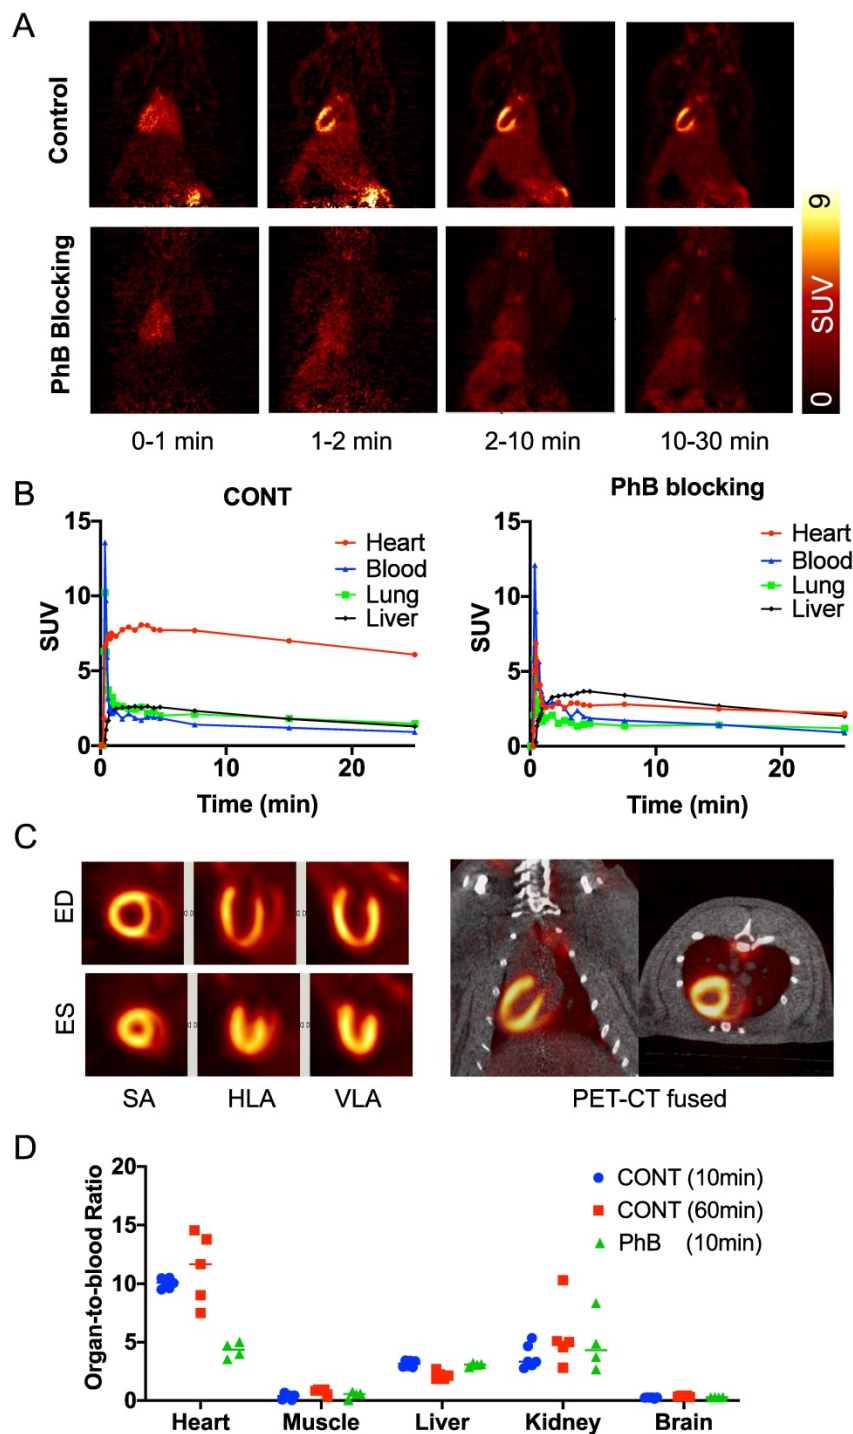 A
Control
PhB Blocking
9
SUV
0
0-1 min
1-2 min
2-10 min
10-30 min
B
CONT
15
10
5
0
SUV
0
10
20
Time (min)
Heart
Blood
Lung
Liver
PhB blocking
15
10
5
0
SUV
0
10
20
Time (min)
Heart
Blood
Lung
Liver
C
ED
ES
SA
HLA
VLA
PET-CT fused
D
Organ-to-blood Ratio
20
15
10
5
0
CONT (10min)
CONT (60min)
PhB (10min)
Heart
Muscle
Liver
Kidney
Brain